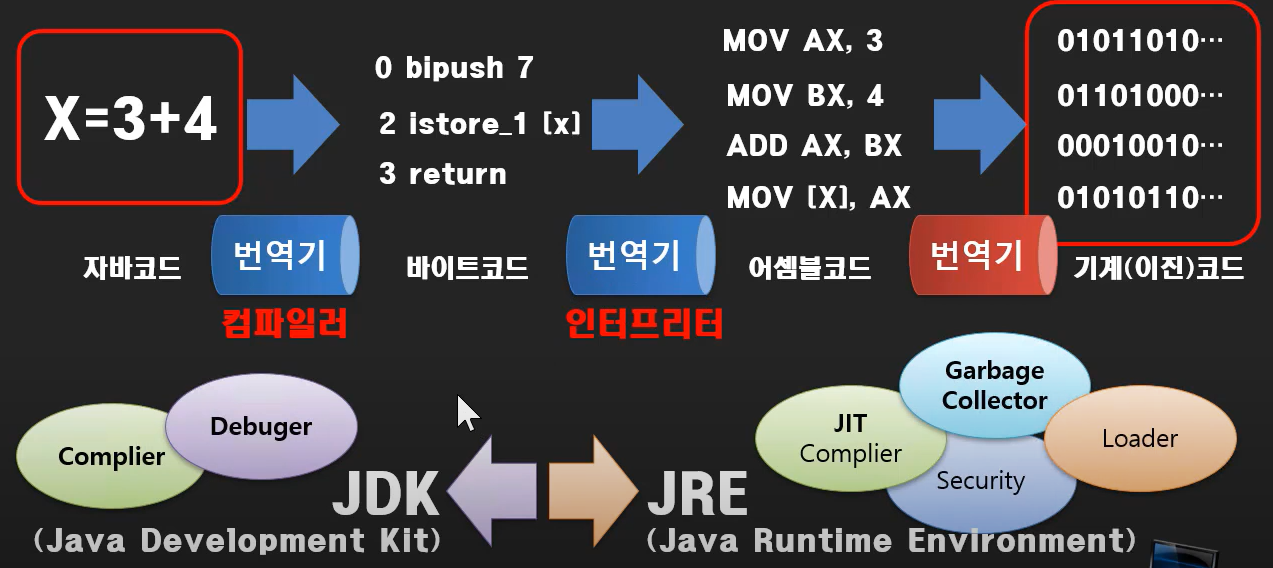 X=3+4
0 bipush 7
2 istore_1 [x]
3 return
MOV AX, 3
MOV BX, 4
ADD AX, BX
MOV [X], AX
01011010…
01101000…
00010010…
01010110…
자바코드
번역기
바이트코드
번역기
어셈블코드
번역기
기계(이진)코드
컴파일러
인터프리터
Complier
Debuger
JDK
(Java Development Kit)
JRE
(Java Runtime Environment)
JIT
Complier
Garbage
Collector
Security
Loader